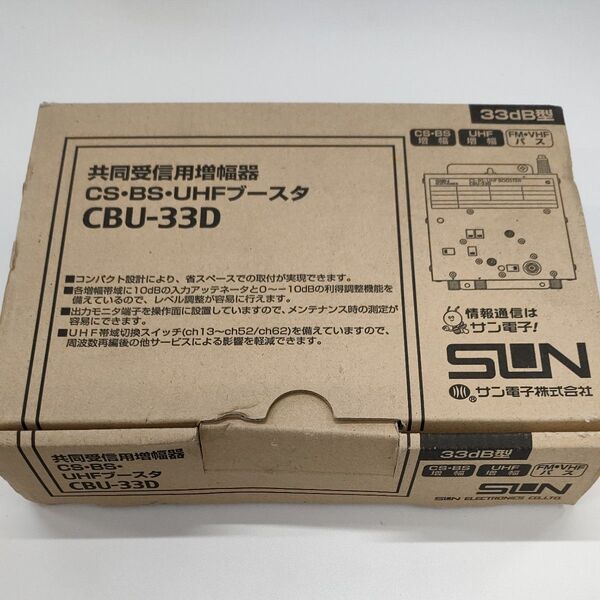 33dB型
CS・BS
増幅
UHF
増幅
FM・VHF
パス
共同受信用増幅器
CS・BS・UHFブースタ
CBU-33D
■コンパクト設計により、省スペースでの取付が実現できます。
■各増幅帯域に10dBの入力アッテネータと0〜−10dBの利得調整機能を
備えているので、レベル調整が容易に行えます。
■出力モニタ端子を操作面に設置していますので、メンテナンス時の測定が
容易にできます。
■UHF帯域切換スイッチ(ch13〜ch52/ch62)を備えていますので、
周波数再編後の他サービスによる影響を軽減できます。
CS・BS・UHF BOOSTER
CBU-33D
情報通信は
サン電子!
SUN
® サン電子株式会社
共同受信用増幅器
CS・BS・
UHFブースタ
CBU-33D
33dB型
CS・BS
増幅
UHF
増幅
FM・VHF
パス
SUN
SUN ELECTRONICS CO.,LTD.